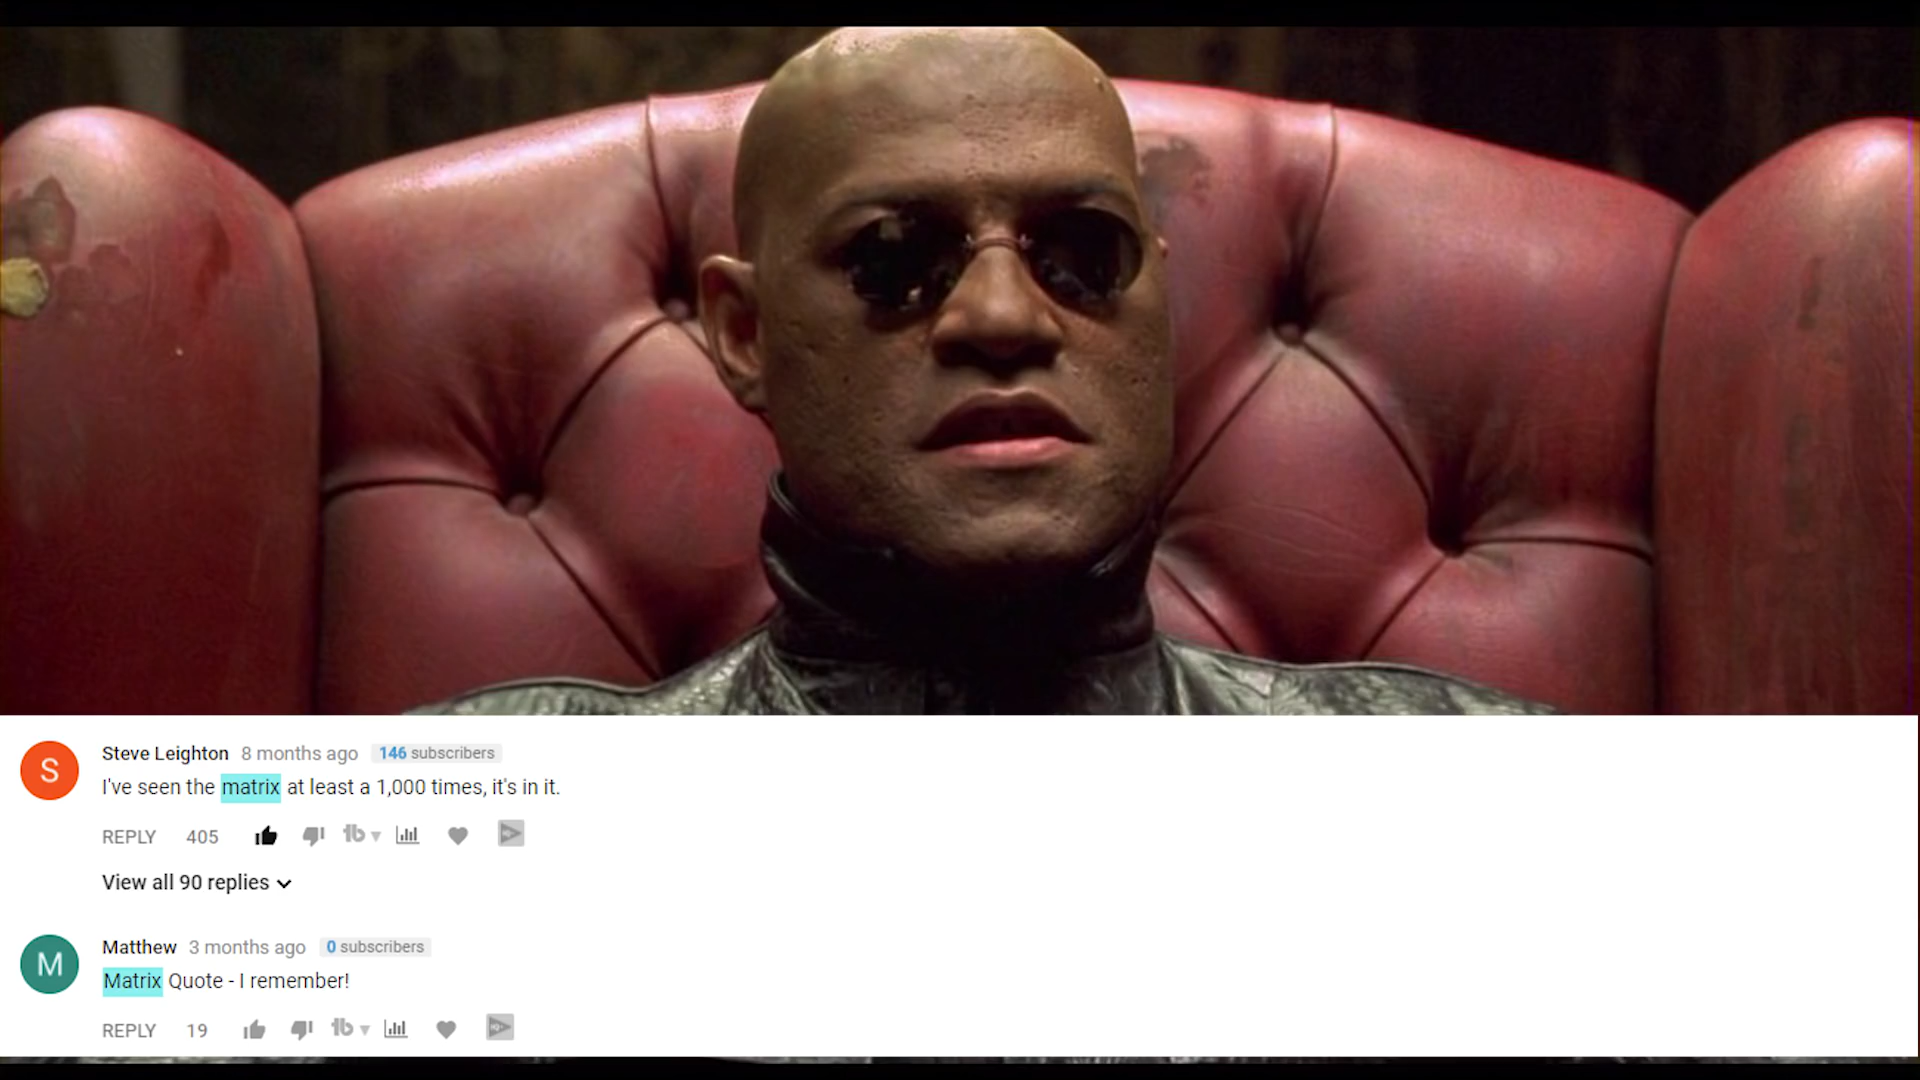 S
Steve Leighton 8 months ago 146 subscribers
I've seen the matrix at least a 1,000 times, it's in it.
REPLY 405
View all 90 replies
M
Matthew 3 months ago 0 subscribers
Matrix Quote - I remember!
REPLY 19